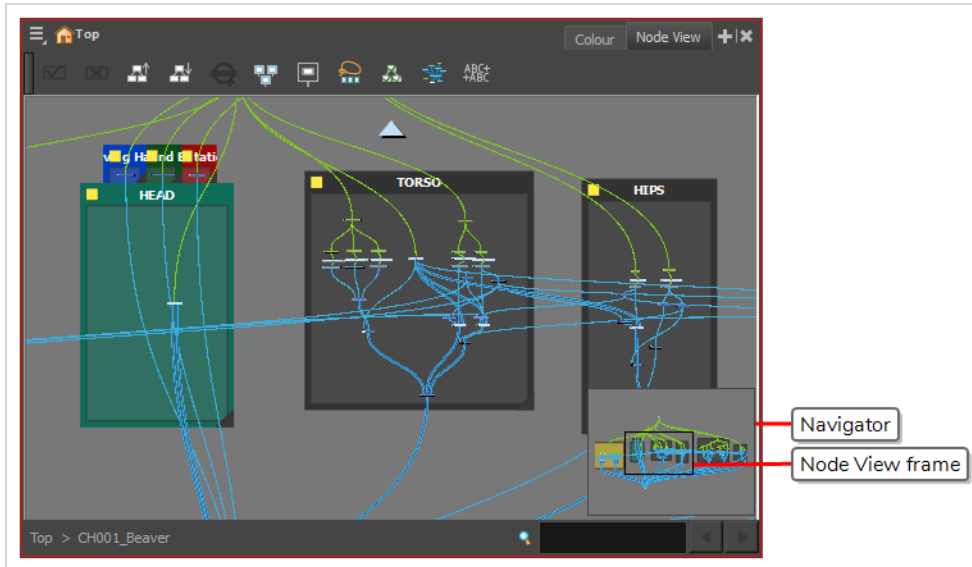 Top
Colour
Node View
ABC+
+ABC
HEAD
TORSO
HIPS
Navigator
Node View frame
Top > CH001_Beaver